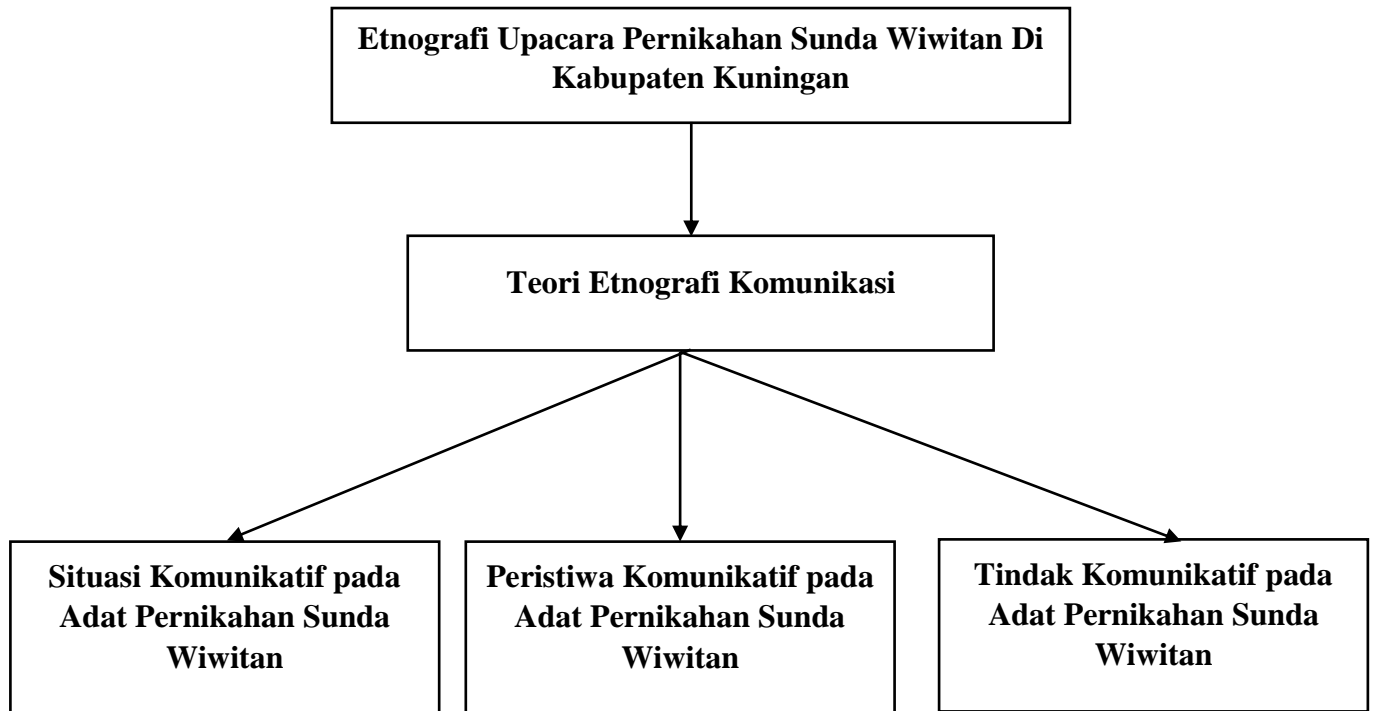 Etnografi Upacara Pernikahan Sunda Wiwitan Di
Kabupaten Kuningan
Teori Etnografi Komunikasi
Situasi Komunikatif pada
Adat Pernikahan Sunda
Wiwitan
Peristiwa Komunikatif pada
Adat Pernikahan Sunda
Wiwitan
Tindak Komunikatif pada
Adat Pernikahan Sunda
Wiwitan